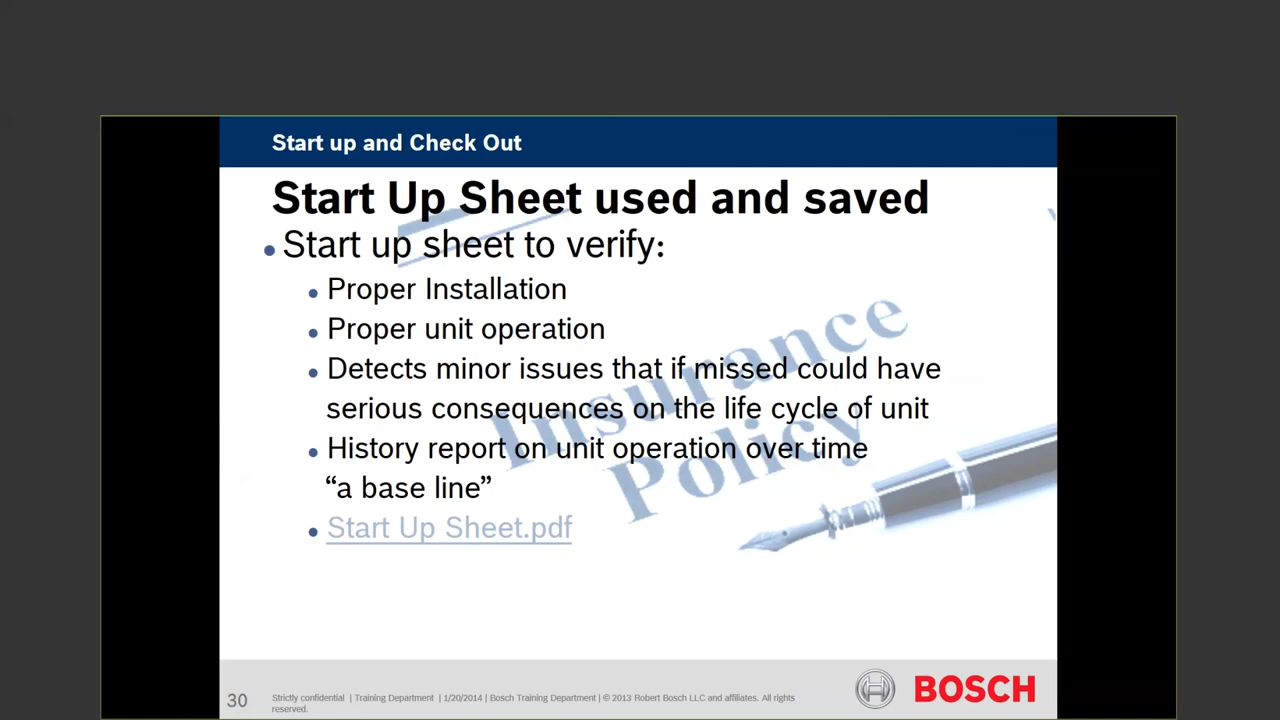 Start up and Check Out
Start Up Sheet used and saved
Start up sheet to verify:
Proper Installation
Proper unit operation
Detects minor issues that if missed could have
serious consequences on the life cycle of unit
History report on unit operation over time
“a base line”
Start Up Sheet.pdf
Insurance
Policy
30
Strictly confidential | Training Department | 1/20/2014 | Bosch Training Department | © 2013 Robert Bosch LLC and affiliates. All rights
reserved.
BOSCH